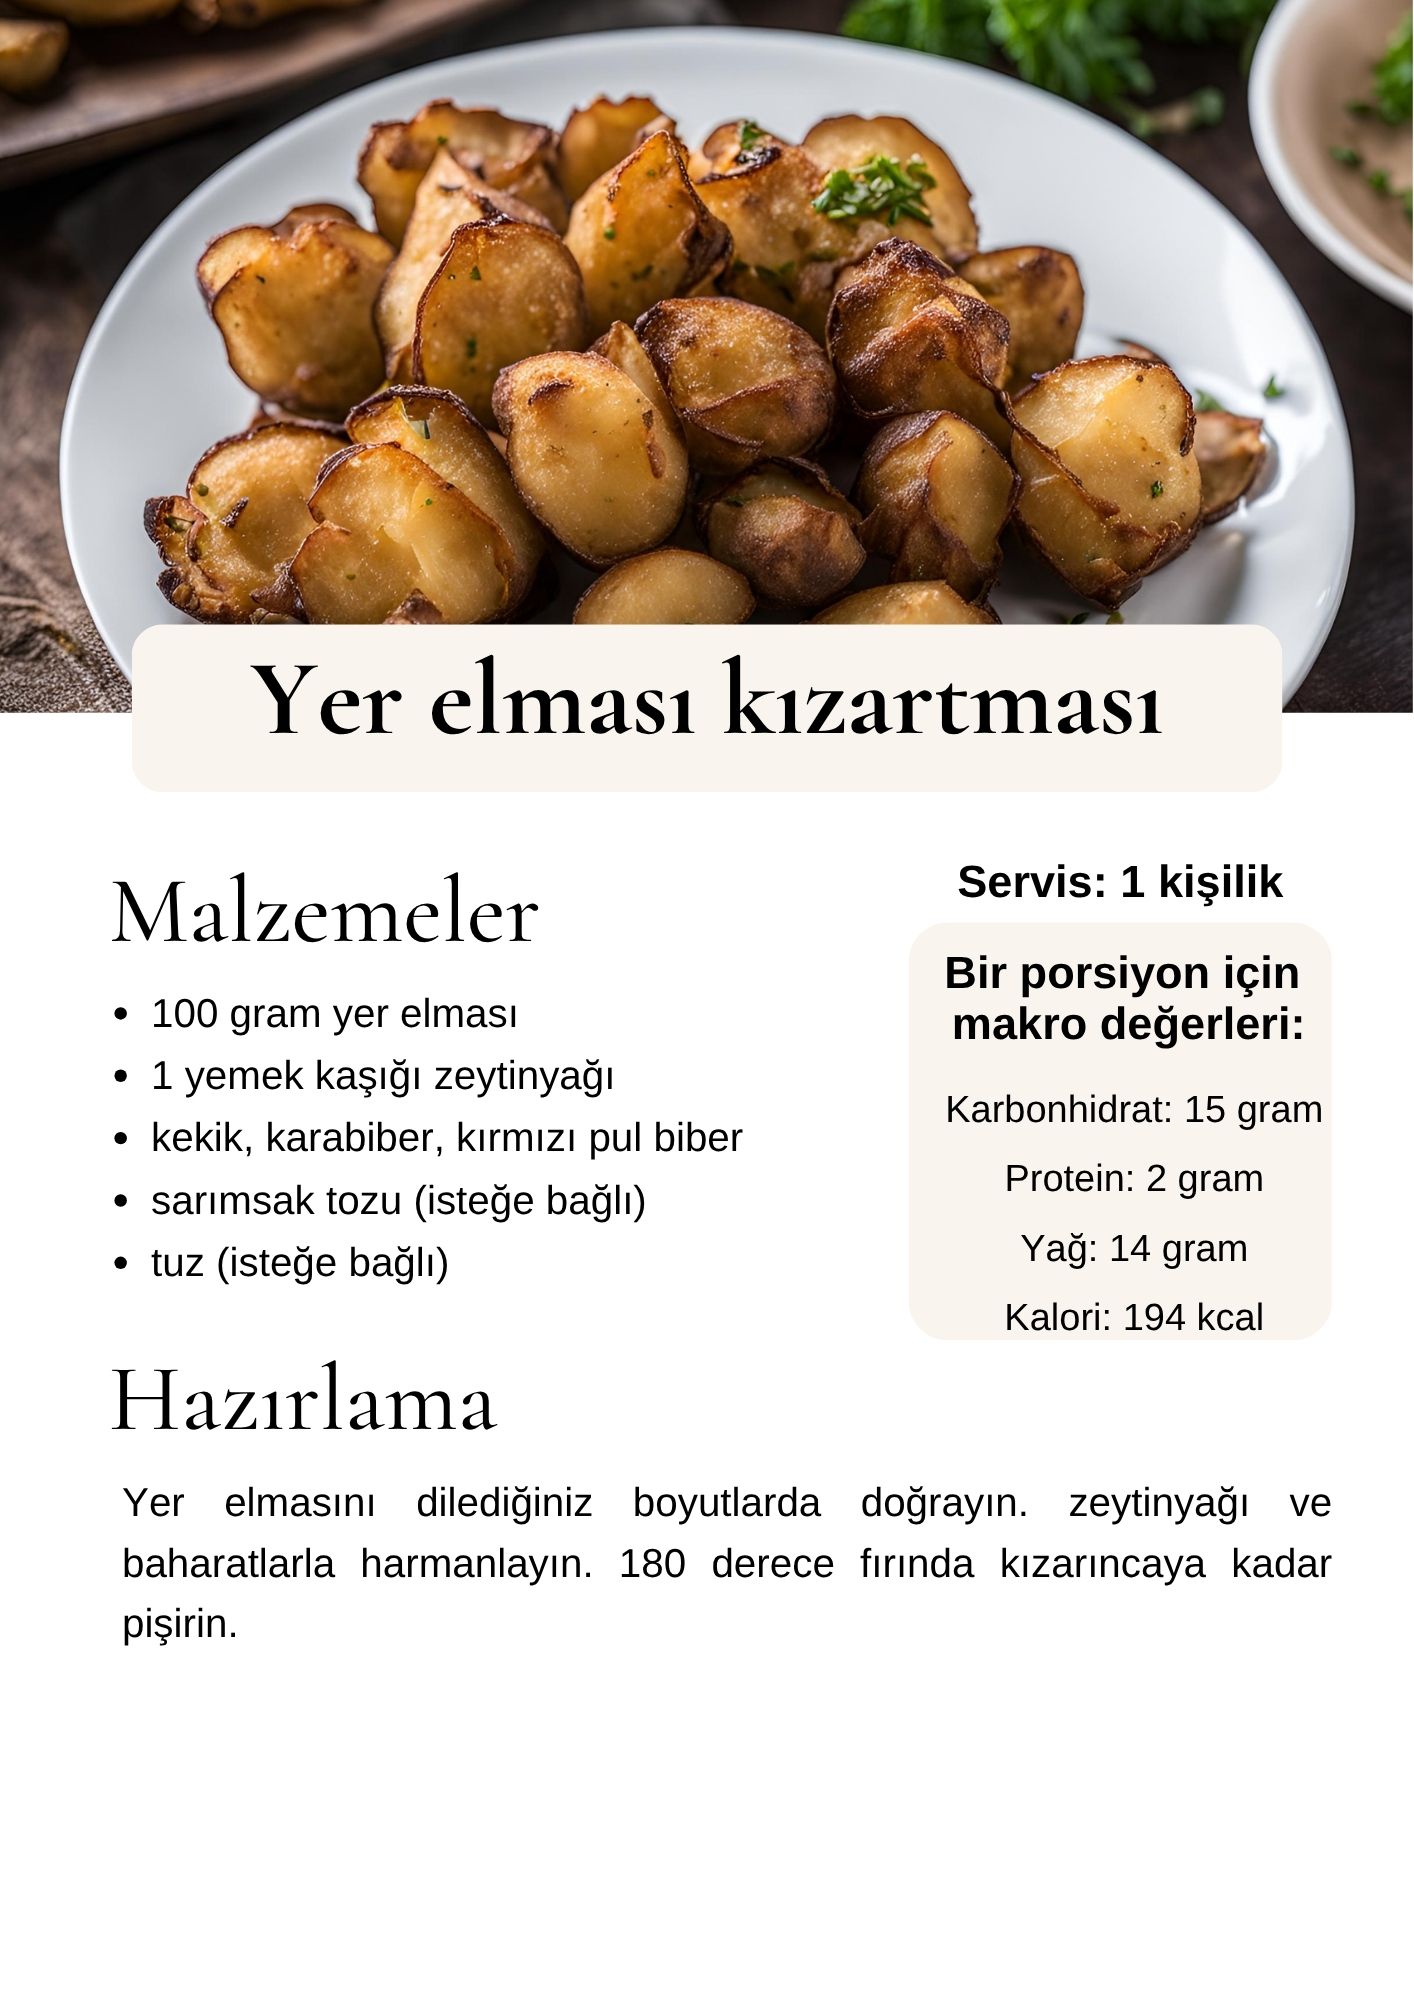 Yer elması kızartması
Malzemeler
• 100 gram yer elması
• 1 yemek kaşığı zeytinyağı
• kekik, karabiber, kırmızı pul biber
• sarımsak tozu (isteğe bağlı)
• tuz (isteğe bağlı)
Servis: 1 kişilik
Bir porsiyon için
makro değerleri:
Karbonhidrat: 15 gram
Protein: 2 gram
Yağ: 14 gram
Kalori: 194 kcal
Hazırlama
Yer elmasını dilediğiniz boyutlarda doğrayın. zeytinyağı ve
baharatlarla harmanlayın. 180 derece fırında kızarıncaya kadar
pişirin.